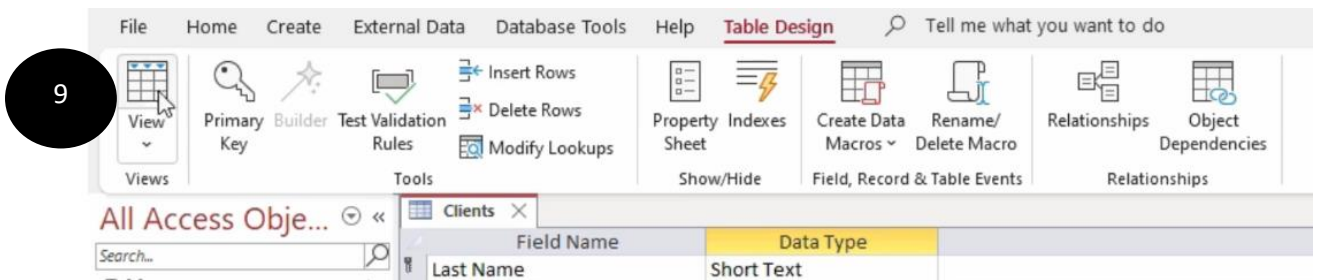 File Home Create External Data Database Tools Help Table Design Tell me what you want to do
9
View
Views
Primary Key
Builder
Test Validation Rules
Insert Rows
Delete Rows
Modify Lookups
Tools
Property Sheet
Indexes
Show/Hide
Create Data Macros
Rename/ Delete Macro
Field, Record & Table Events
Relationships
Object Dependencies
Relationships
All Access Obje...
Search...
Clients
Field Name Data Type
Last Name Short Text